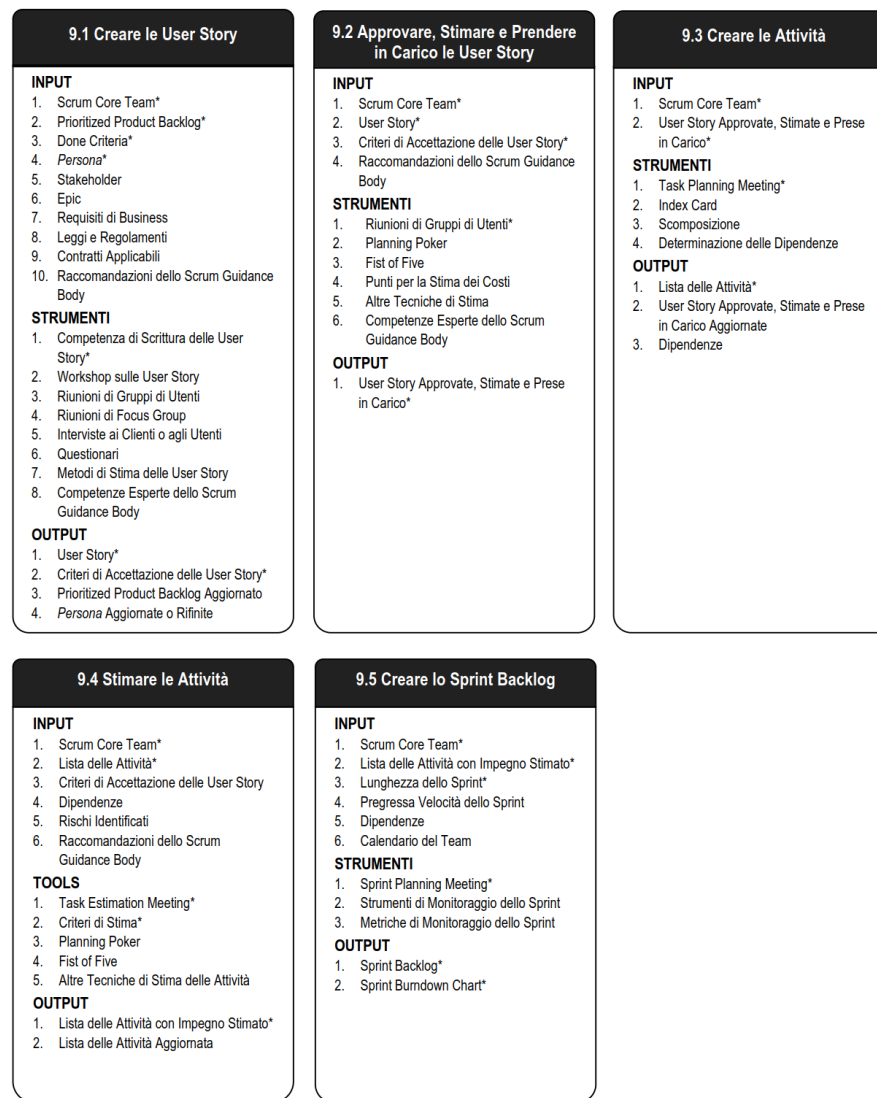 9.1 Creare le User Story
INPUT
1. Scrum Core Team*
2. Prioritized Product Backlog*
3. Done Criteria*
4. Persona*
5. Stakeholder
6. Epic
7. Requisiti di Business
8. Leggi e Regolamenti
9. Contratti Applicabili
10. Raccomandazioni dello Scrum Guidance
Body
STRUMENTI
1. Competenza di Scrittura delle User
Story*
2. Workshop sulle User Story
3. Riunioni di Gruppi di Utenti
4. Riunioni di Focus Group
5. Interviste ai Clienti o agli Utenti
6. Questionari
7. Metodi di Stima delle User Story
8. Competenze Esperte dello Scrum
Guidance Body
OUTPUT
1. User Story*
2. Criteri di Accettazione delle User Story*
3. Prioritized Product Backlog Aggiornato
4. Persona Aggiornate o Rifinite
9.2 Approvare, Stimare e Prendere
in Carico le User Story
INPUT
1. Scrum Core Team*
2. User Story*
3. Criteri di Accettazione delle User Story*
4. Raccomandazioni dello Scrum Guidance
Body
STRUMENTI
1. Riunioni di Gruppi di Utenti*
2. Planning Poker
3. Fist of Five
4. Punti per la Stima dei Costi
5. Altre Tecniche di Stima
6. Competenze Esperte dello Scrum
Guidance Body
OUTPUT
1. User Story Approvate, Stimate e Prese
in Carico*
9.3 Creare le Attività
INPUT
1. Scrum Core Team*
2. User Story Approvate, Stimate e Prese
in Carico*
STRUMENTI
1. Task Planning Meeting*
2. Index Card
3. Scomposizione
4. Determinazione delle Dipendenze
OUTPUT
1. Lista delle Attività*
2. User Story Approvate, Stimate e Prese
in Carico Aggiornate
3. Dipendenze
9.4 Stimare le Attività
INPUT
1. Scrum Core Team*
2. Lista delle Attività*
3. Criteri di Accettazione delle User Story
4. Dipendenze
5. Rischi Identificati
6. Raccomandazioni dello Scrum
Guidance Body
TOOLS
1. Task Estimation Meeting*
2. Criteri di Stima*
3. Planning Poker
4. Fist of Five
5. Altre Tecniche di Stima delle Attività
OUTPUT
1. Lista delle Attività con Impegno Stimato*
2. Lista delle Attività Aggiornata
9.5 Creare lo Sprint Backlog
INPUT
1. Scrum Core Team*
2. Lista delle Attività con Impegno Stimato*
3. Lunghezza dello Sprint*
4. Pregressa Velocità dello Sprint
5. Dipendenze
6. Calendario del Team
STRUMENTI
1. Sprint Planning Meeting*
2. Strumenti di Monitoraggio dello Sprint
3. Metriche di Monitoraggio dello Sprint
OUTPUT
1. Sprint Backlog*
2. Sprint Burndown Chart*